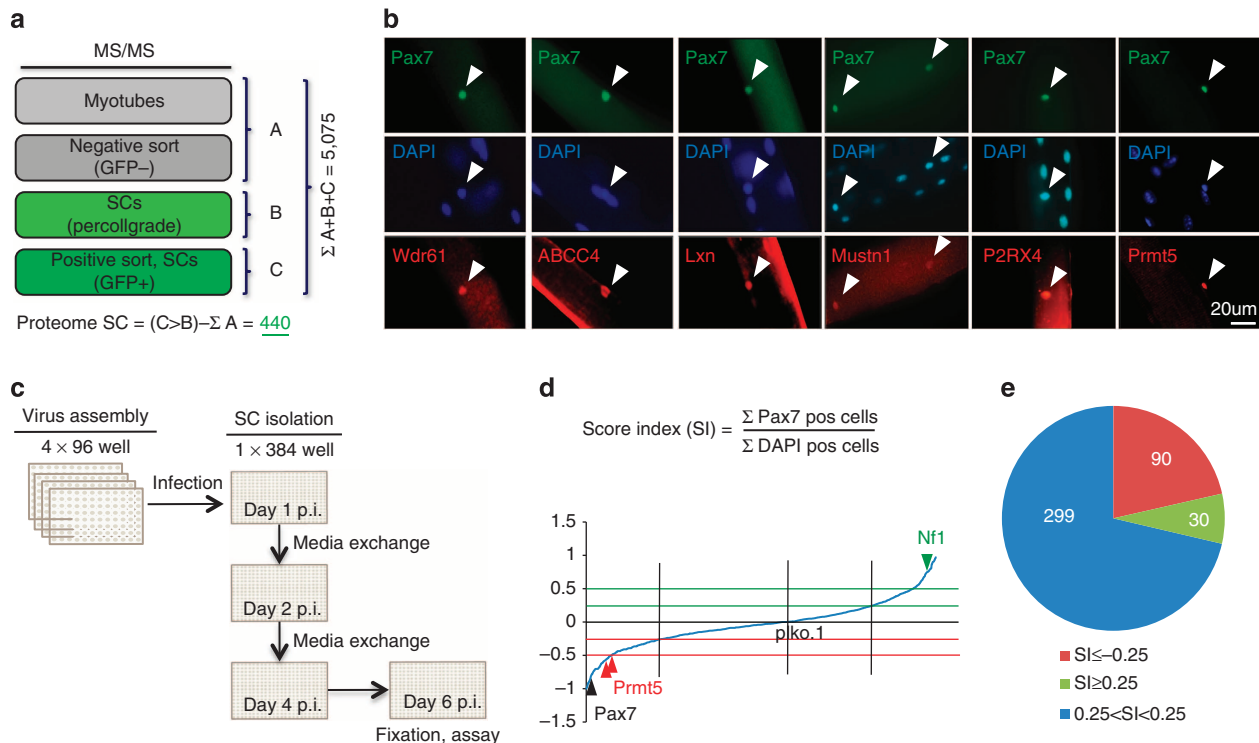 a
MS/MS
Myotubes
Negative sort
(GFP–)
SCs
(percollgrade)
Positive sort, SCs
(GFP+)
A
B
C
Σ A+B+C = 5,075
Proteome SC = (C>B)–Σ A = 440
b
Pax7 Pax7 Pax7 Pax7 Pax7 Pax7
DAPI DAPI DAPI DAPI DAPI DAPI
Wdr61 ABCC4 Lxn Mustn1 P2RX4 Prmt5
20um
c
Virus assembly
4 × 96 well
SC isolation
1 × 384 well
Infection
Day 1 p.i.
Media exchange
Day 2 p.i.
Media exchange
Day 4 p.i.
Day 6 p.i.
Fixation, assay
d
Score index (SI) = Σ Pax7 pos cells
Σ DAPI pos cells
1.5
1
0.5
0
–0.5
–1
–1.5
Nf1
plko.1
Prmt5
Pax7
e
90
30
299
SI≤–0.25
SI≥0.25
0.25<SI<0.25